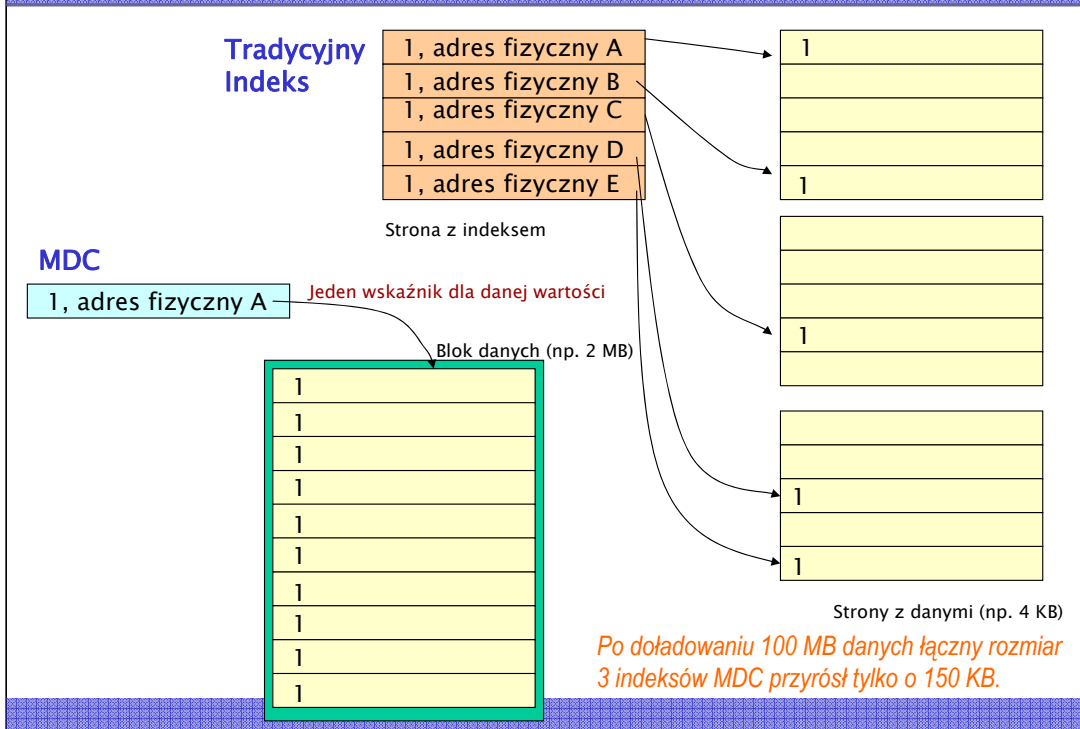 Tradycyjny
Indeks
1, adres fizyczny A
1, adres fizyczny B
1, adres fizyczny C
1, adres fizyczny D
1, adres fizyczny E
Strona z indeksem
1
1
1
1
1
Strony z danymi (np. 4 KB)
MDC
1, adres fizyczny A
Jeden wskaźnik dla danej wartości
Blok danych (np. 2 MB)
1
1
1
1
1
1
1
1
1
1
Po doładowaniu 100 MB danych łączny rozmiar
3 indeksów MDC przyrósł tylko o 150 KB.